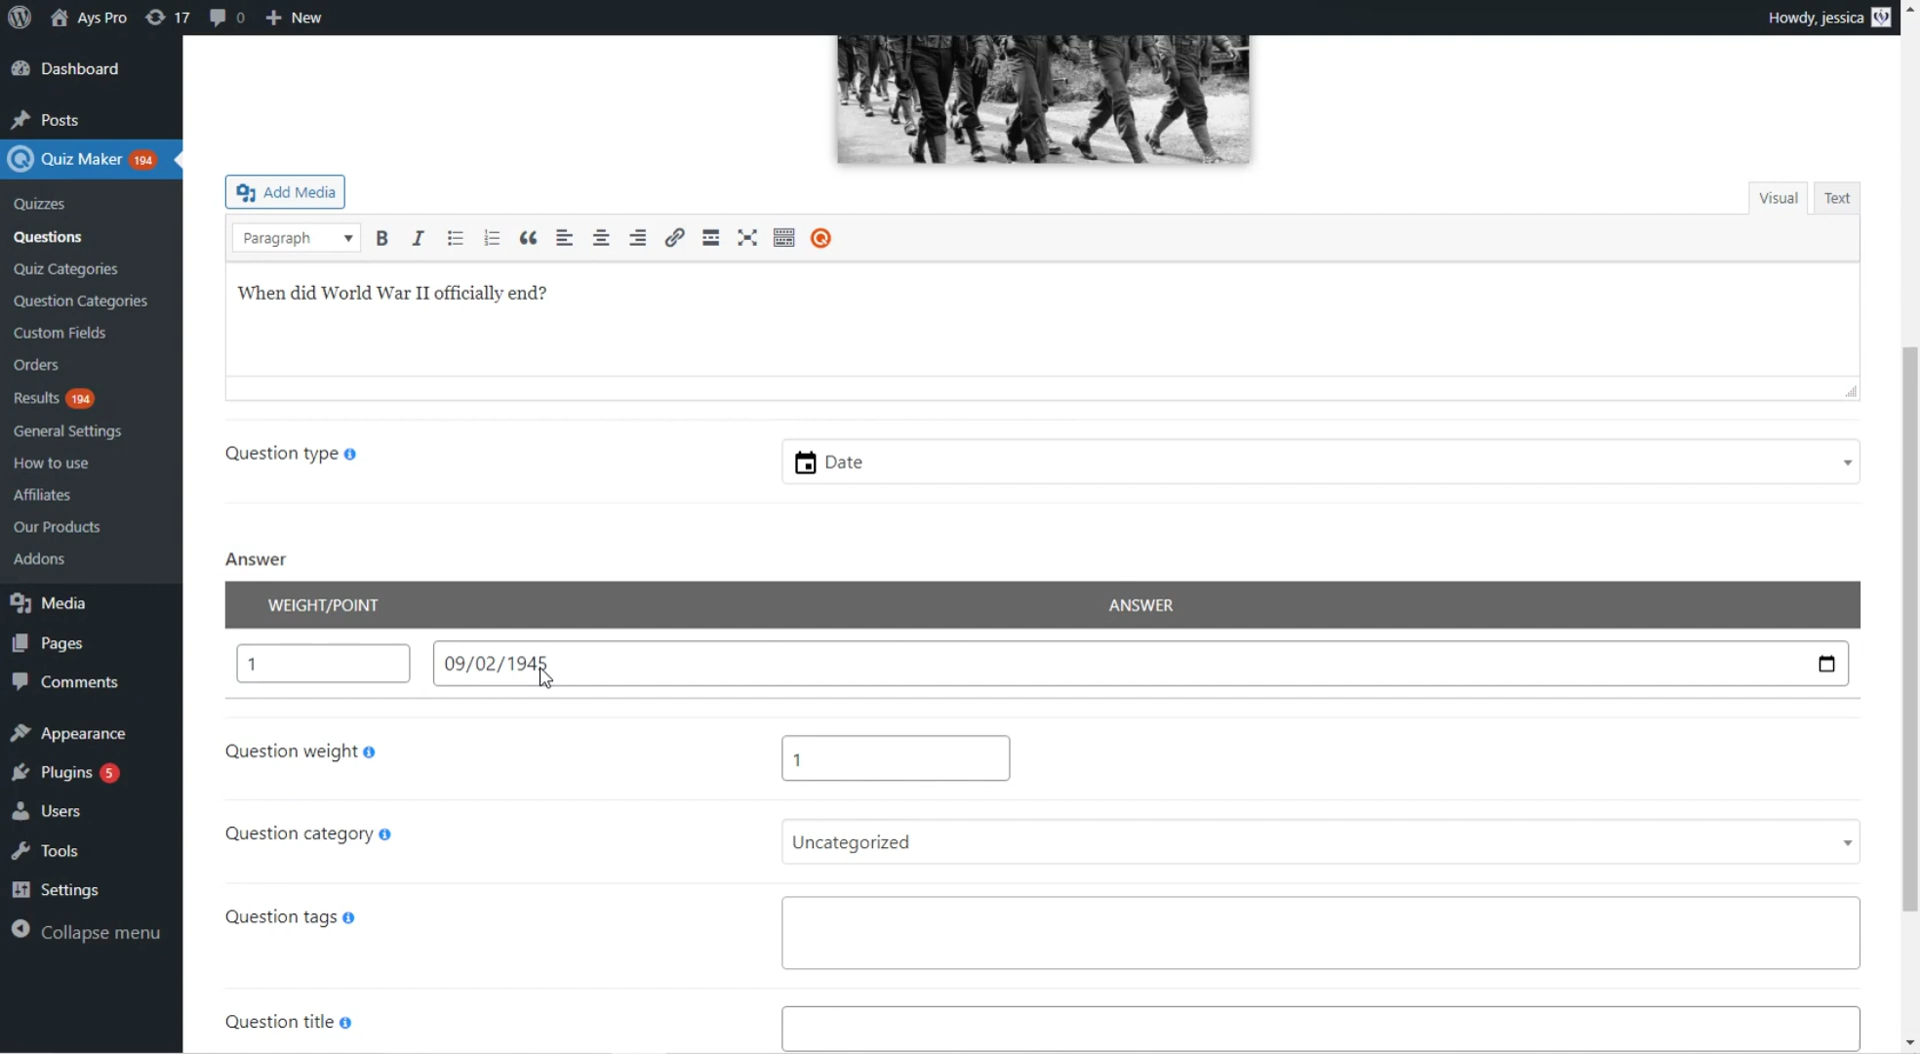 Ays Pro 17 0 New
Howdy, jessica
Dashboard
Posts
Quiz Maker 194
Quizzes
Questions
Quiz Categories
Question Categories
Custom Fields
Orders
Results 194
General Settings
How to use
Affiliates
Our Products
Addons
Media
Pages
Comments
Appearance
Plugins 5
Users
Tools
Settings
Collapse menu
Add Media
Visual Text
Paragraph
When did World War II officially end?
Question type
Date
Answer
WEIGHT/POINT ANSWER
1 09/02/1945
Question weight
1
Question category
Uncategorized
Question tags
Question title